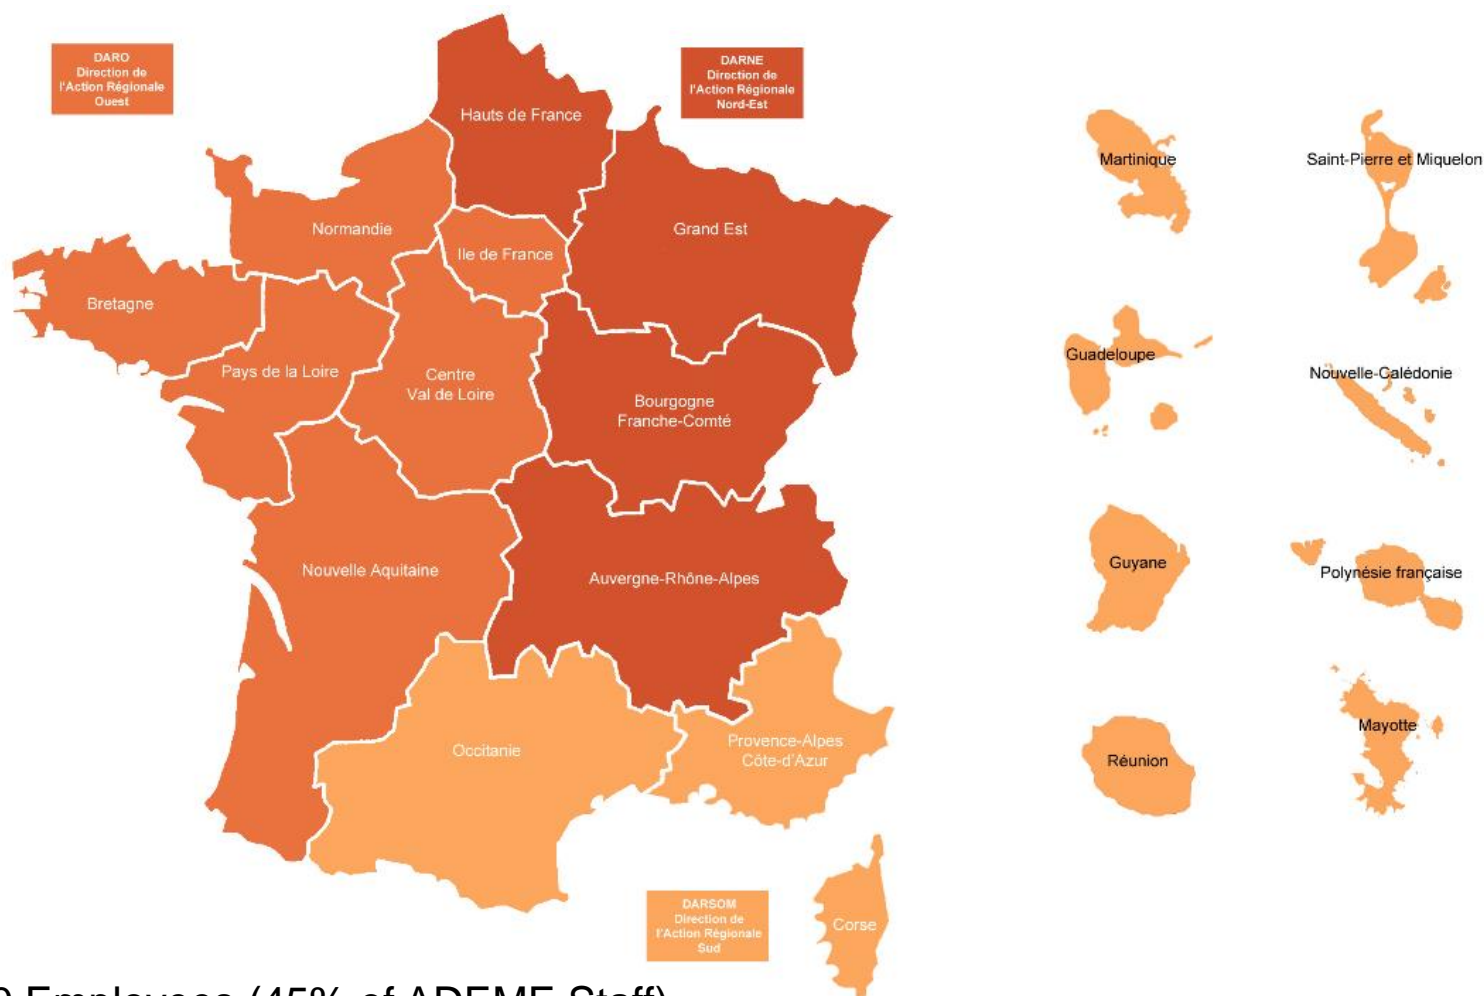 DARO
Direction de
l'Action Régionale
Ouest
DARNE
Direction de
l'Action Régionale
Nord-Est
Hauts de France
Normandie
Ile de France
Grand Est
Bretagne
Pays de la Loire
Centre
Val de Loire
Bourgogne
Franche-Comté
Nouvelle Aquitaine
Auvergne-Rhône-Alpes
Occitanie
Provence-Alpes
Côte-d'Azur
DARSOM
Direction de
l'Action Régionale
Sud
Corse
Martinique
Saint-Pierre et Miquelon
Guadeloupe
Nouvelle-Calédonie
Guyane
Polynésie française
Réunion
Mayotte
Employees (45% of ADEME Staff)